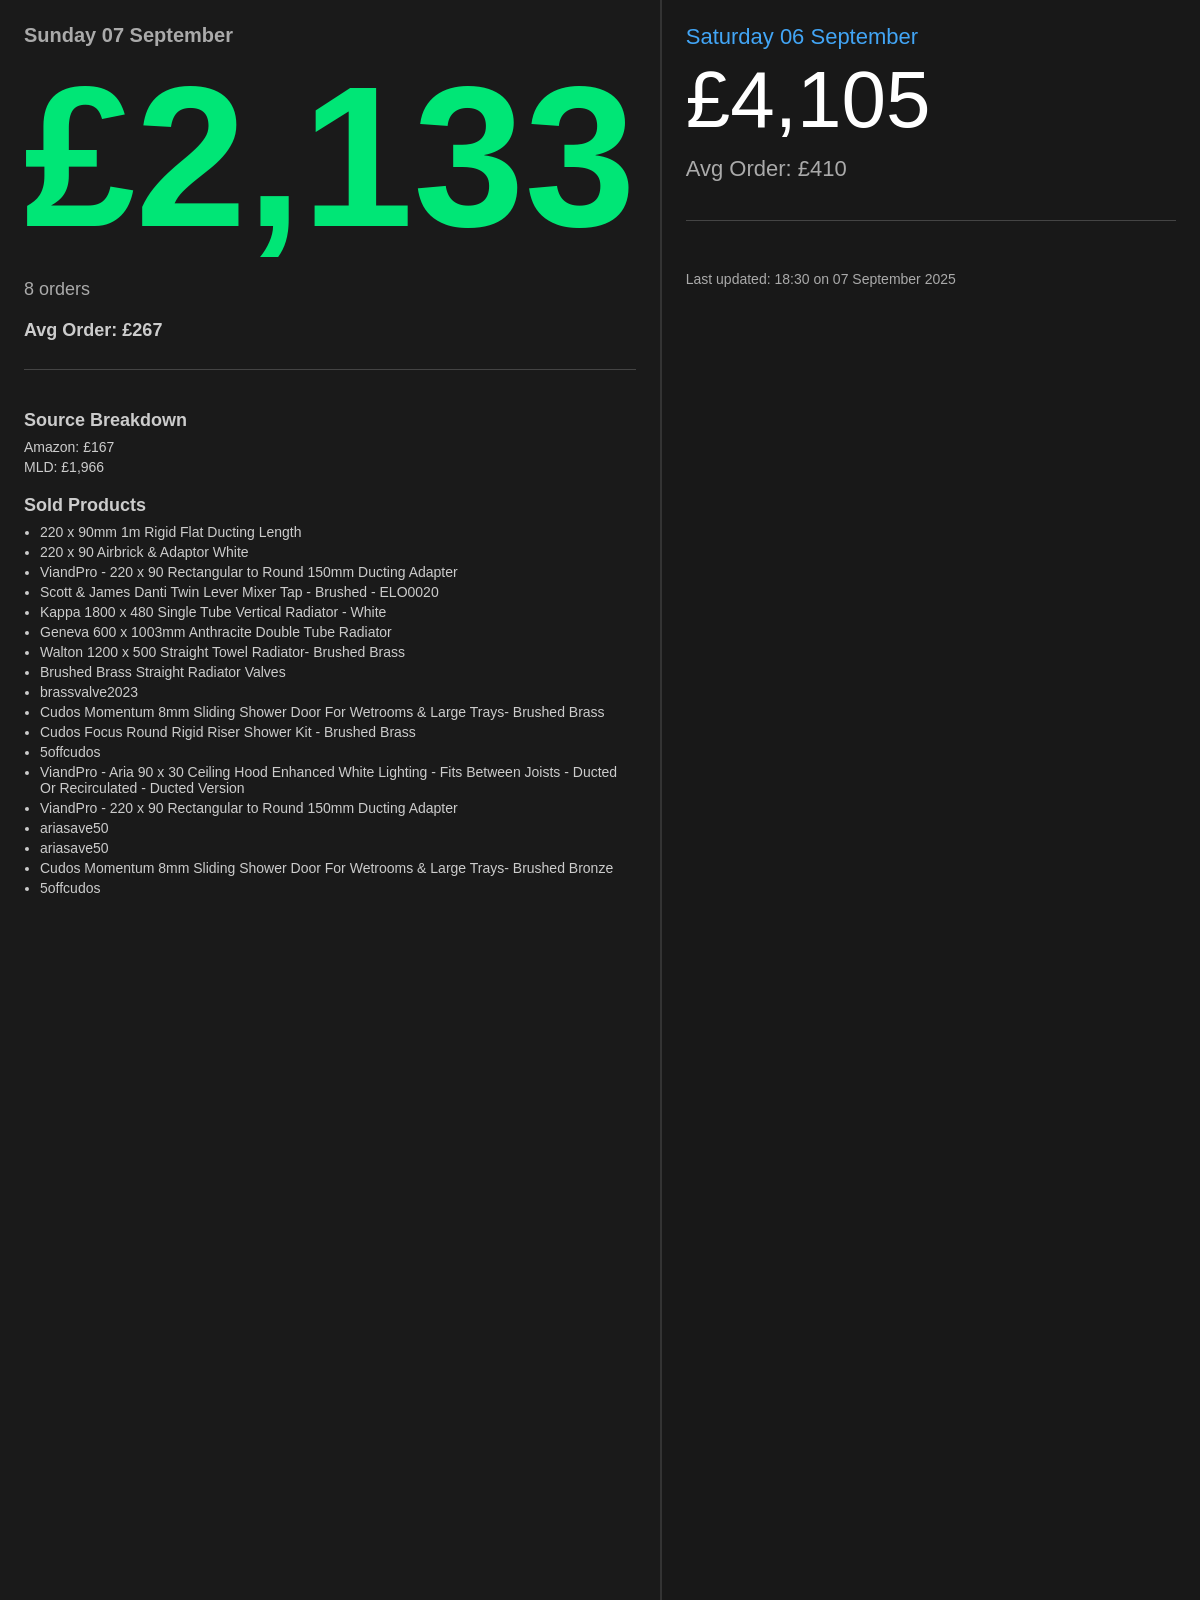 Sunday 07 September
£2,133
8 orders
Avg Order: £267
Source Breakdown
Amazon: £167
MLD: £1,966
Sold Products
• 220 x 90mm 1m Rigid Flat Ducting Length
• 220 x 90 Airbrick & Adaptor White
• ViandPro - 220 x 90 Rectangular to Round 150mm Ducting Adapter
• Scott & James Danti Twin Lever Mixer Tap - Brushed - ELO0020
• Kappa 1800 x 480 Single Tube Vertical Radiator - White
• Geneva 600 x 1003mm Anthracite Double Tube Radiator
• Walton 1200 x 500 Straight Towel Radiator- Brushed Brass
• Brushed Brass Straight Radiator Valves
• brassvalve2023
• Cudos Momentum 8mm Sliding Shower Door For Wetrooms & Large Trays- Brushed Brass
• Cudos Focus Round Rigid Riser Shower Kit - Brushed Brass
• 5offcudos
• ViandPro - Aria 90 x 30 Ceiling Hood Enhanced White Lighting - Fits Between Joists - Ducted
Or Recirculated - Ducted Version
• ViandPro - 220 x 90 Rectangular to Round 150mm Ducting Adapter
• ariasave50
• ariasave50
• Cudos Momentum 8mm Sliding Shower Door For Wetrooms & Large Trays- Brushed Bronze
• 5offcudos
Saturday 06 September
£4,105
Avg Order: £410
Last updated: 18:30 on 07 September 2025